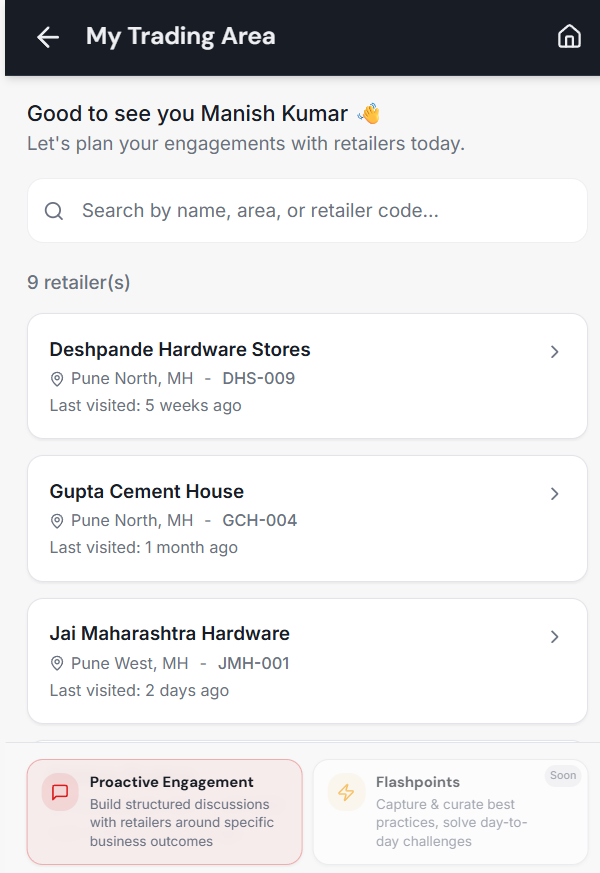 My Trading Area
Good to see you Manish Kumar 👋
Let's plan your engagements with retailers today.
Search by name, area, or retailer code...
9 retailer(s)
Deshpande Hardware Stores
Pune North, MH - DHS-009
Last visited: 5 weeks ago
Gupta Cement House
Pune North, MH - GCH-004
Last visited: 1 month ago
Jai Maharashtra Hardware
Pune West, MH - JMH-001
Last visited: 2 days ago
Proactive Engagement
Build structured discussions
with retailers around specific
business outcomes
Flashpoints
Soon
Capture & curate best
practices, solve day-to-
day challenges